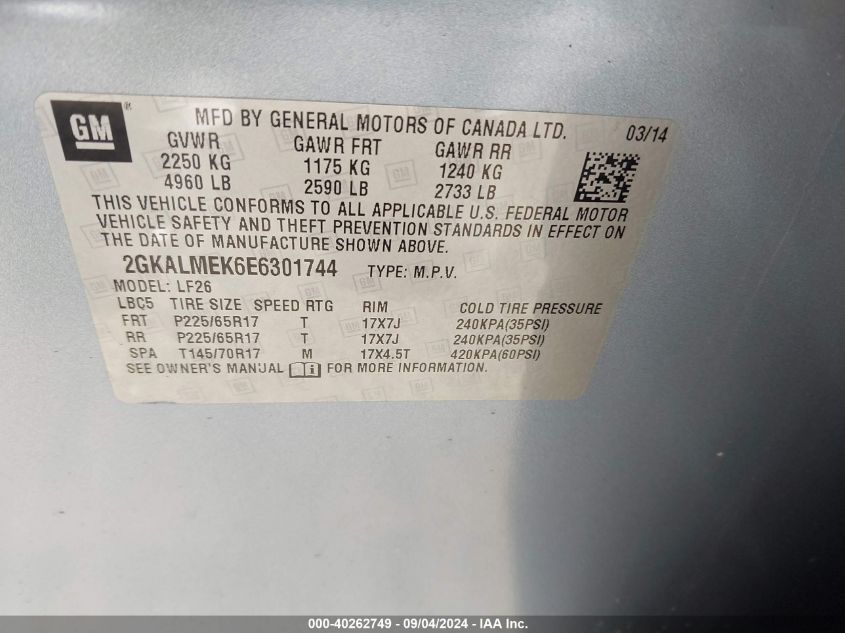 GM ® MFD BY GENERAL MOTORS OF CANADA LTD. 03/14
GVWR GAWR FRT GAWR RR
2250 KG 1175 KG 1240 KG
4960 LB 2590 LB 2733 LB
THIS VEHICLE CONFORMS TO ALL APPLICABLE U.S. FEDERAL MOTOR
VEHICLE SAFETY AND THEFT PREVENTION STANDARDS IN EFFECT ON
THE DATE OF MANUFACTURE SHOWN ABOVE.
2GKALMEK6E6301744 TYPE: M.P.V.
MODEL: LF26
LBC5 TIRE SIZE SPEED RTG RIM COLD TIRE PRESSURE
FRT P225/65R17 T 17X7J 240KPA(35PSI)
RR P225/65R17 T 17X7J 240KPA(35PSI)
SPA T145/70R17 M 17X4.5T 420KPA(60PSI)
SEE OWNER'S MANUAL i FOR MORE INFORMATION.
000-40262749 - 09/04/2024 - IAA Inc.